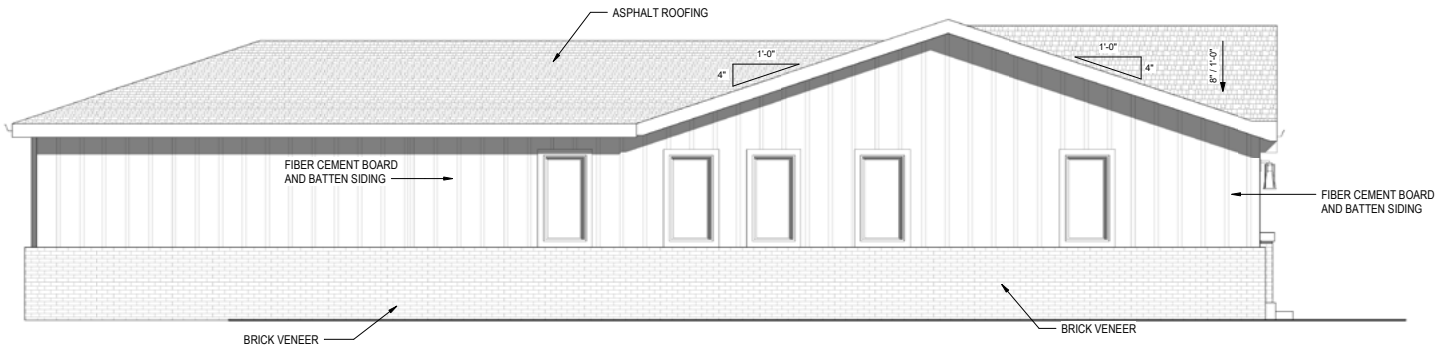 ASPHALT ROOFING
1'-0"
4"
1'-0"
4"
8" / 1'-0"
FIBER CEMENT BOARD
AND BATTEN SIDING
FIBER CEMENT BOARD
AND BATTEN SIDING
BRICK VENEER
BRICK VENEER